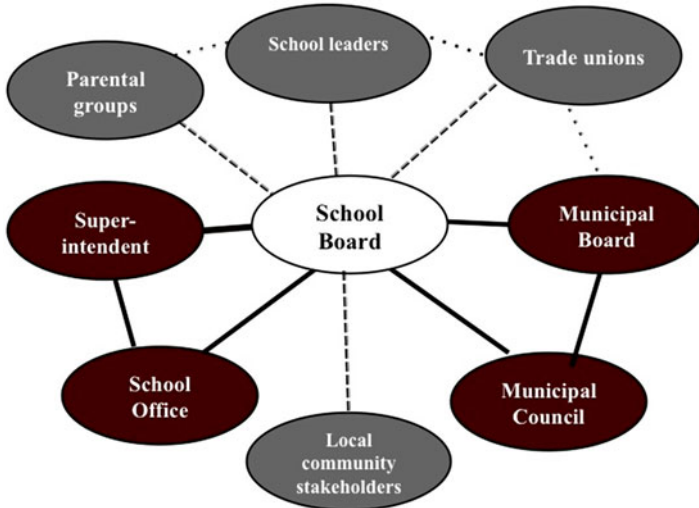 School leaders
Parental
groups
Trade unions
Super-
intendent
School
Board
Municipal
Board
School
Office
Municipal
Council
Local
community
stakeholders